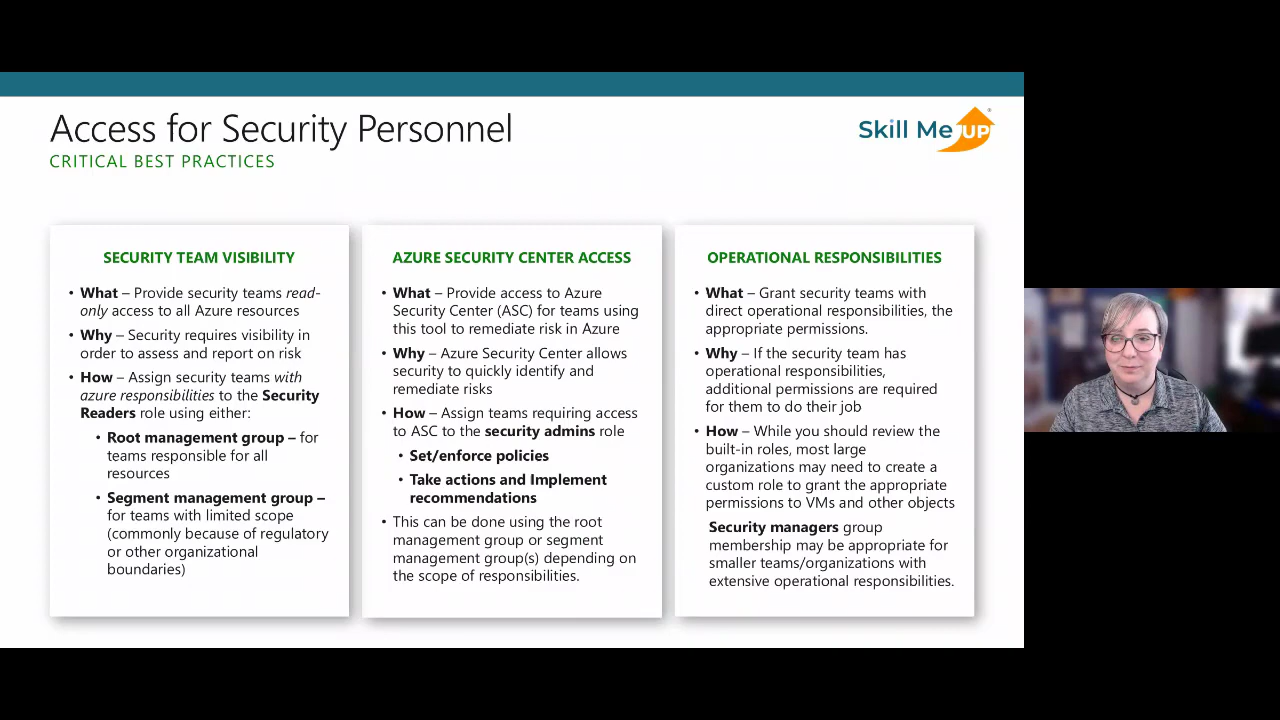 Access for Security Personnel
CRITICAL BEST PRACTICES
Skill Me UP
®
SECURITY TEAM VISIBILITY
• What – Provide security teams read-
only access to all Azure resources
• Why – Security requires visibility in
order to assess and report on risk
• How – Assign security teams with
azure responsibilities to the Security
Readers role using either:
• Root management group – for
teams responsible for all
resources
• Segment management group –
for teams with limited scope
(commonly because of regulatory
or other organizational
boundaries)
AZURE SECURITY CENTER ACCESS
• What – Provide access to Azure
Security Center (ASC) for teams using
this tool to remediate risk in Azure
• Why – Azure Security Center allows
security to quickly identify and
remediate risks
• How – Assign teams requiring access
to ASC to the security admins role
• Set/enforce policies
• Take actions and Implement
recommendations
• This can be done using the root
management group or segment
management group(s) depending on
the scope of responsibilities.
OPERATIONAL RESPONSIBILITIES
• What – Grant security teams with
direct operational responsibilities, the
appropriate permissions.
• Why – If the security team has
operational responsibilities,
additional permissions are required
for them to do their job
• How – While you should review the
built-in roles, most large
organizations may need to create a
custom role to grant the appropriate
permissions to VMs and other objects
Security managers group
membership may be appropriate for
smaller teams/organizations with
extensive operational responsibilities.